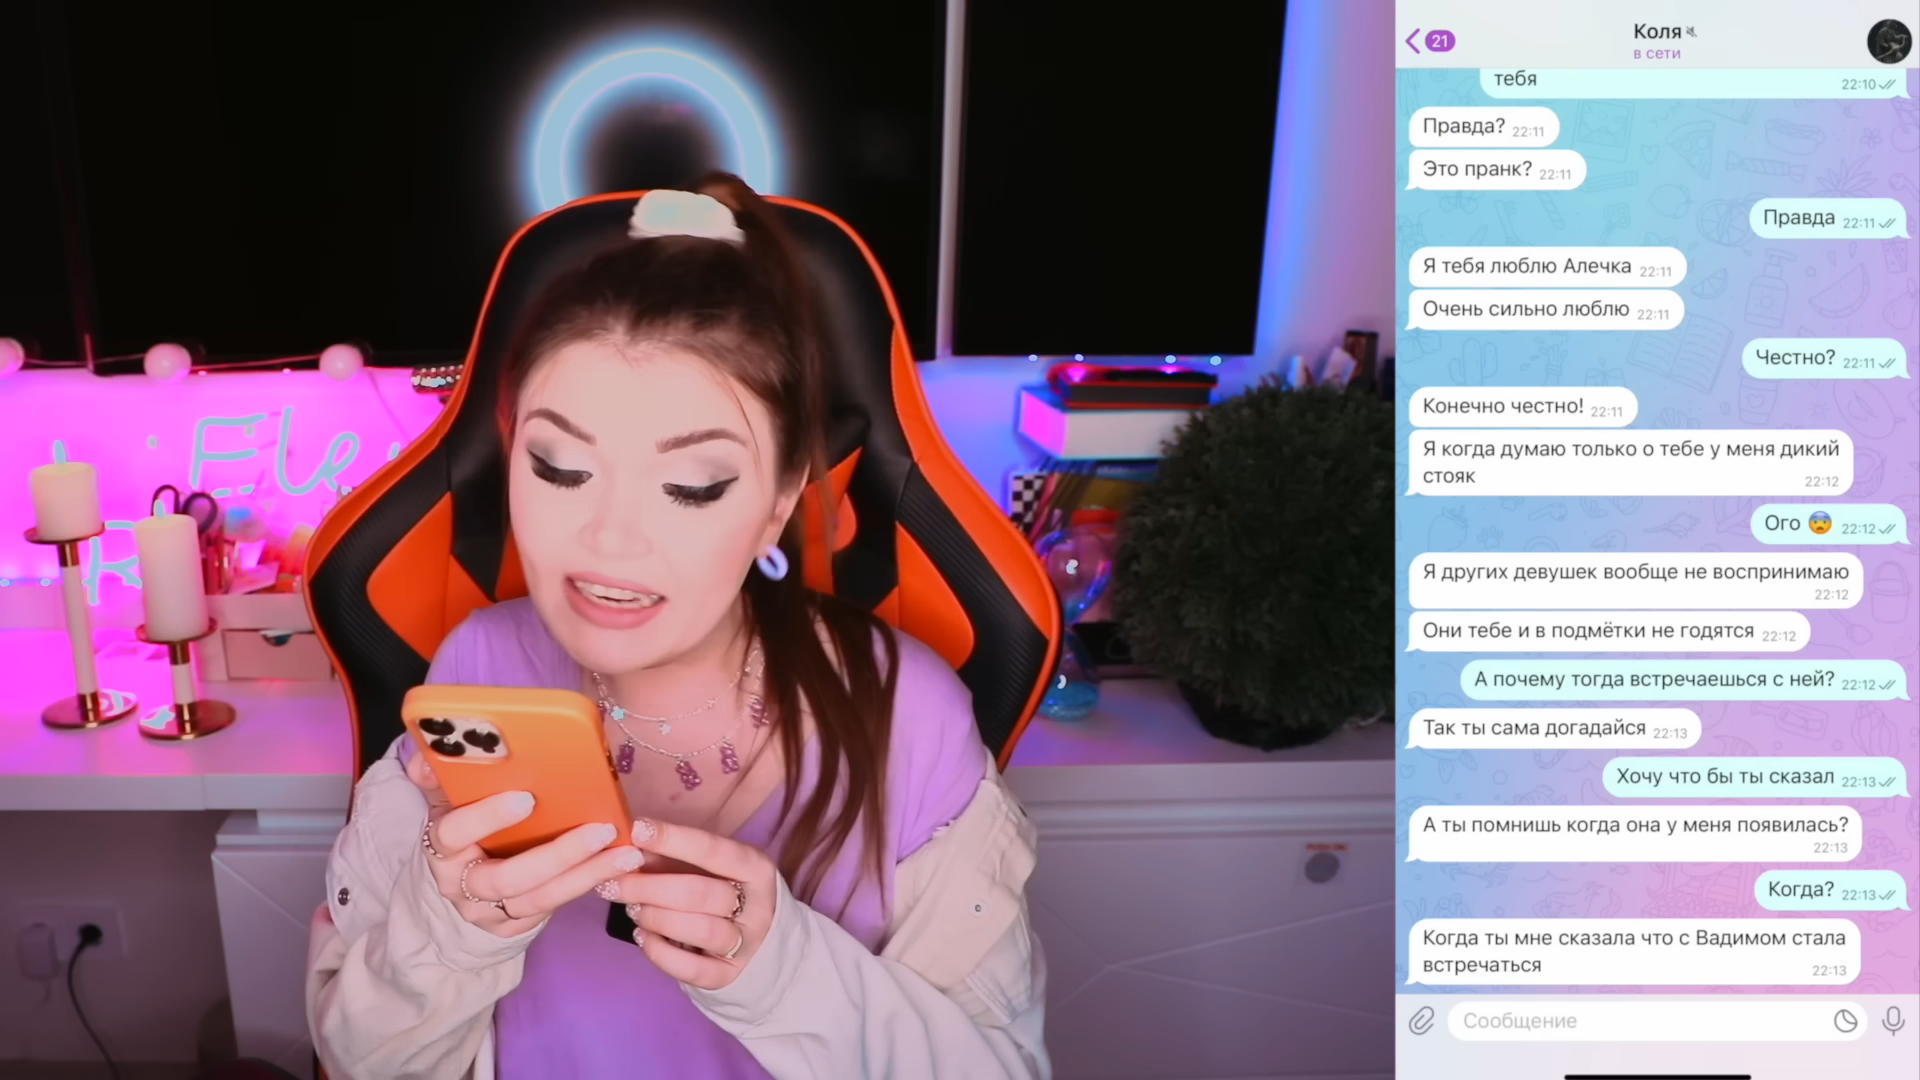 21
Коля
в сети
тебя 22:10
Правда? 22:11
Это пранк? 22:11
Правда 22:11
Я тебя люблю Алечка 22:11
Очень сильно люблю 22:11
Честно? 22:11
Конечно честно! 22:11
Я когда думаю только о тебе у меня дикий
стояк 22:12
Ого 😨 22:12
Я других девушек вообще не воспринимаю
22:12
Они тебе и в подмётки не годятся 22:12
А почему тогда встречаешься с ней? 22:12
Так ты сама догадайся 22:13
Хочу что бы ты сказал 22:13
А ты помнишь когда она у меня появилась?
22:13
Когда? 22:13
Когда ты мне сказала что с Вадимом стала
встречаться 22:13
Сообщение